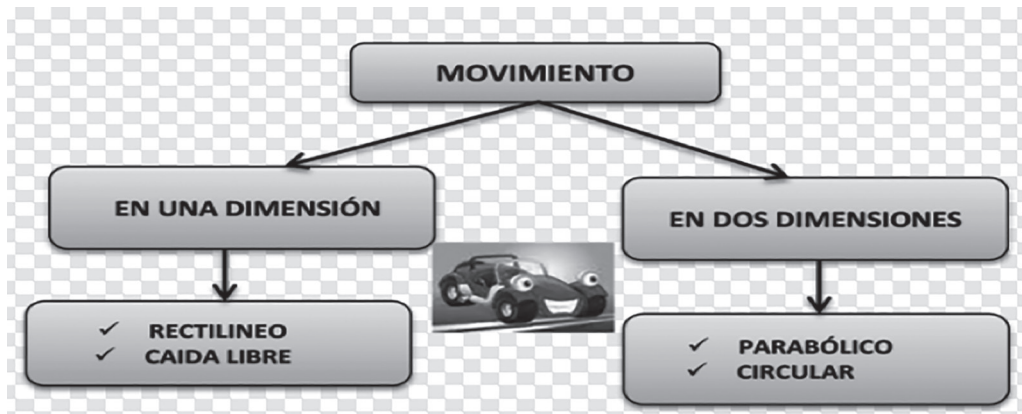 MOVIMIENTO
EN UNA DIMENSIÓN
EN DOS DIMENSIONES
RECTILINEO
CAIDA LIBRE
PARABÓLICO
CIRCULAR